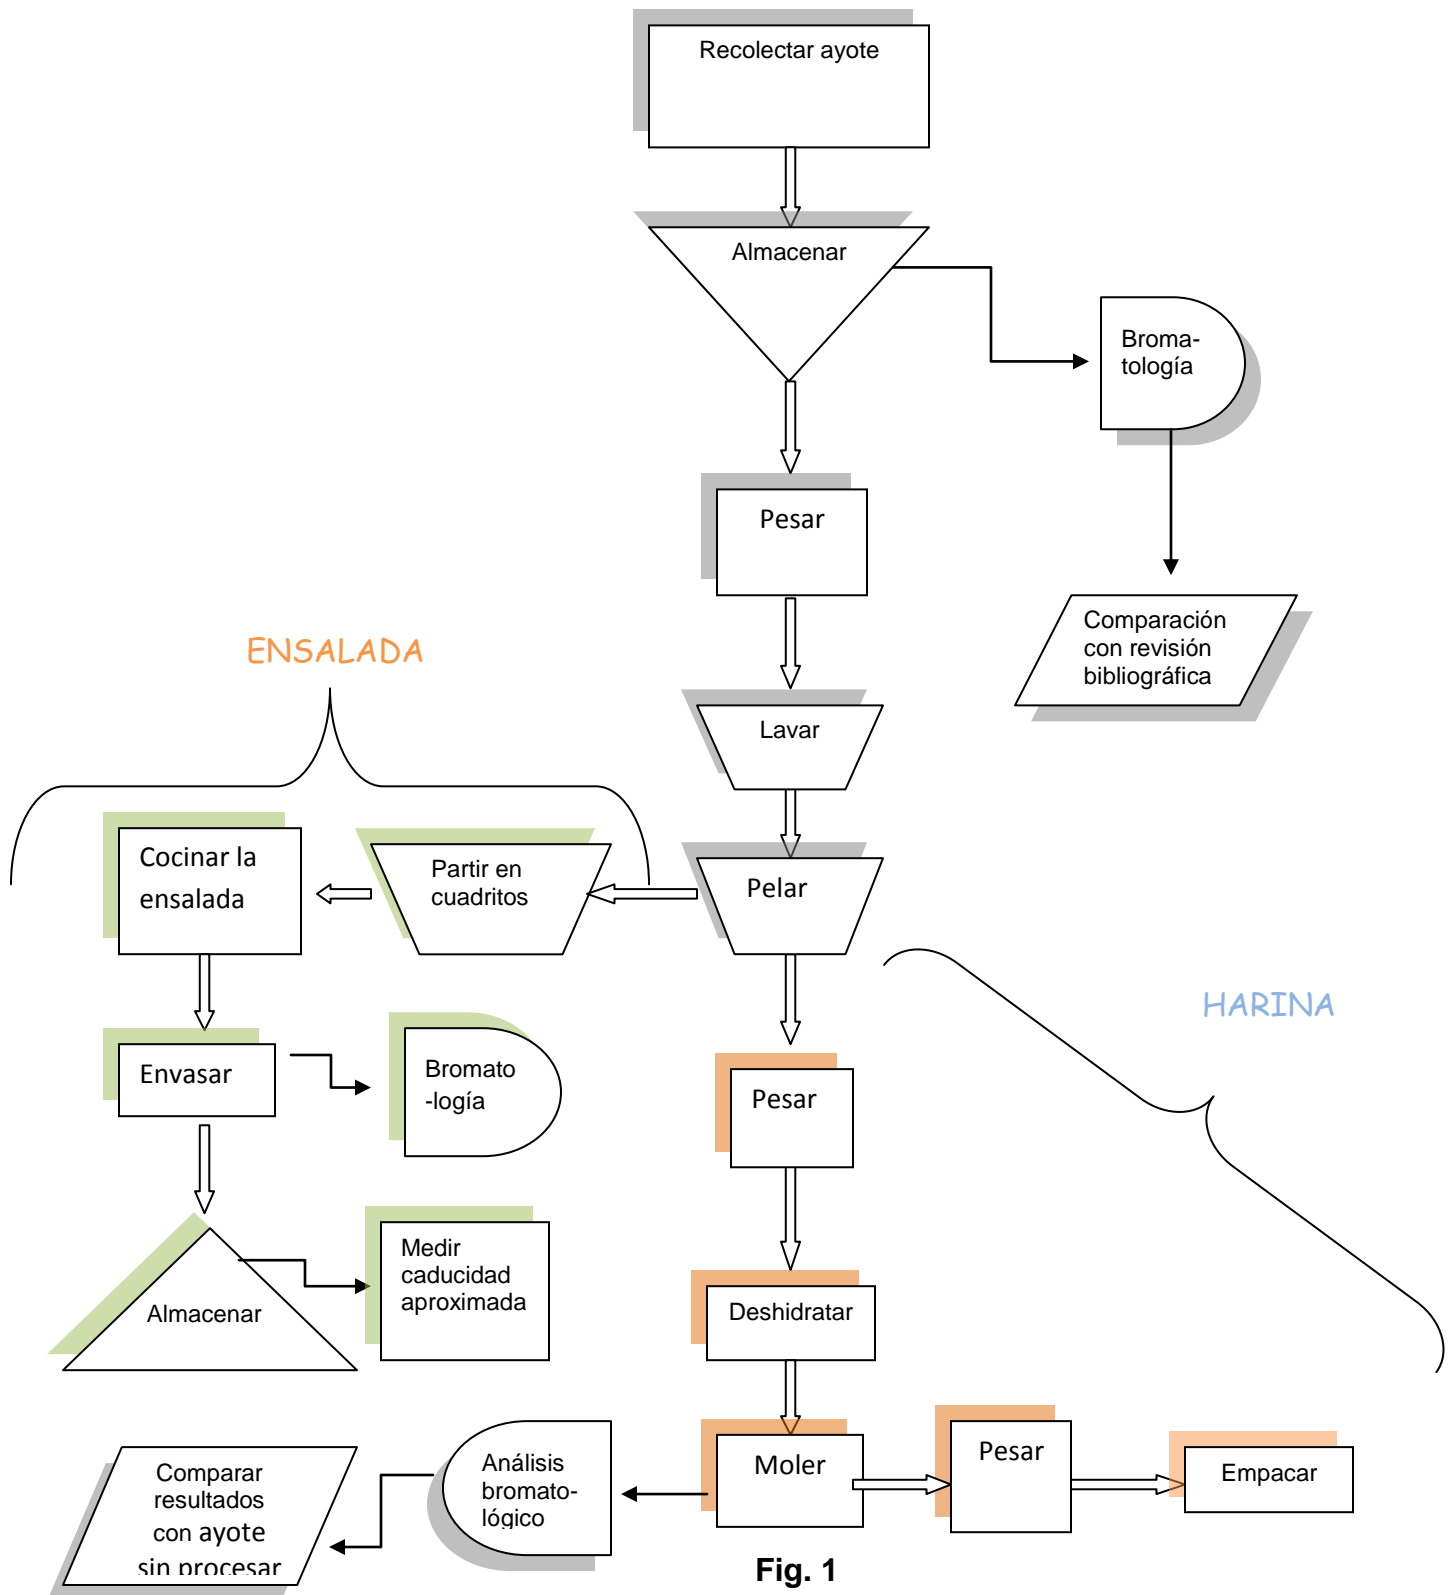 Recolectar ayote
Almacenar
Broma-
tología
Pesar
Comparación
con revisión
bibliográfica
ENSALADA
Lavar
Cocinar la
ensalada
Partir en
cuadritos
Pelar
HARINA
Envasar
Bromato
-logía
Pesar
Medir
caducidad
aproximada
Almacenar
Deshidratar
Comparar
resultados
con ayote
sin procesar
Análisis
bromato-
lógico
Moler
Pesar
Empacar
Fig. 1